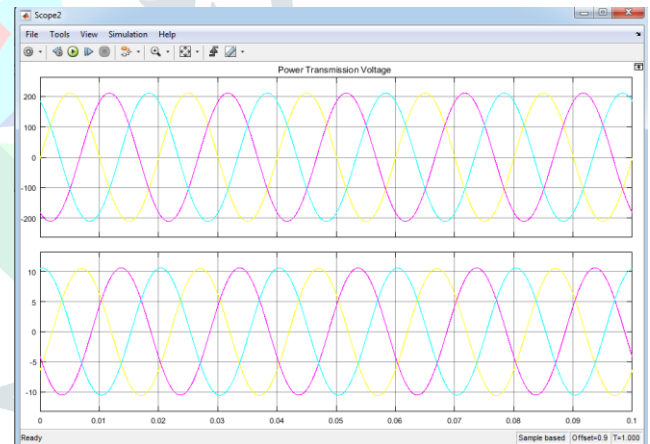 Scope2
File Tools View Simulation Help
Power Transmission Voltage
200
100
0
-100
-200
10
5
0
-5
-10
0 0.01 0.02 0.03 0.04 0.05 0.06 0.07 0.08 0.09 0.1
Ready Sample based Offset=0.9 T=1.000